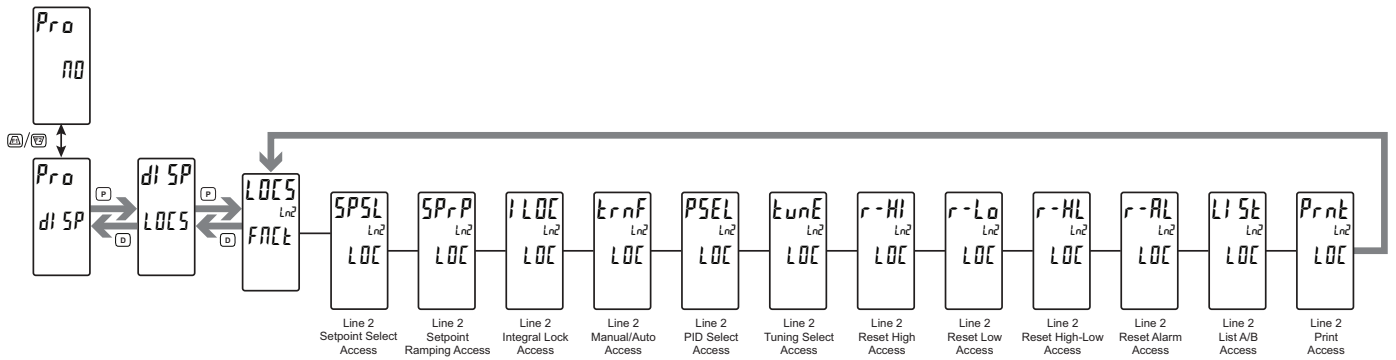 Pro
NO
Pro
dISP
P
D
dISP
LOCS
P
D
LOCS
Ln2
FNCt
SPSL
Ln2
LOC
Line 2
Setpoint Select
Access
SPrP
Ln2
LOC
Line 2
Setpoint
Ramping Access
ILOC
Ln2
LOC
Line 2
Integral Lock
Access
trnF
Ln2
LOC
Line 2
Manual/Auto
Access
PSEL
Ln2
LOC
Line 2
PID Select
Access
tunE
Ln2
LOC
Line 2
Tuning Select
Access
r-HI
Ln2
LOC
Line 2
Reset High
Access
r-Lo
Ln2
LOC
Line 2
Reset Low
Access
r-HL
Ln2
LOC
Line 2
Reset High-Low
Access
r-AL
Ln2
LOC
Line 2
Reset Alarm
Access
LISt
Ln2
LOC
Line 2
List A/B
Access
Prnt
Ln2
LOC
Line 2
Print
Access